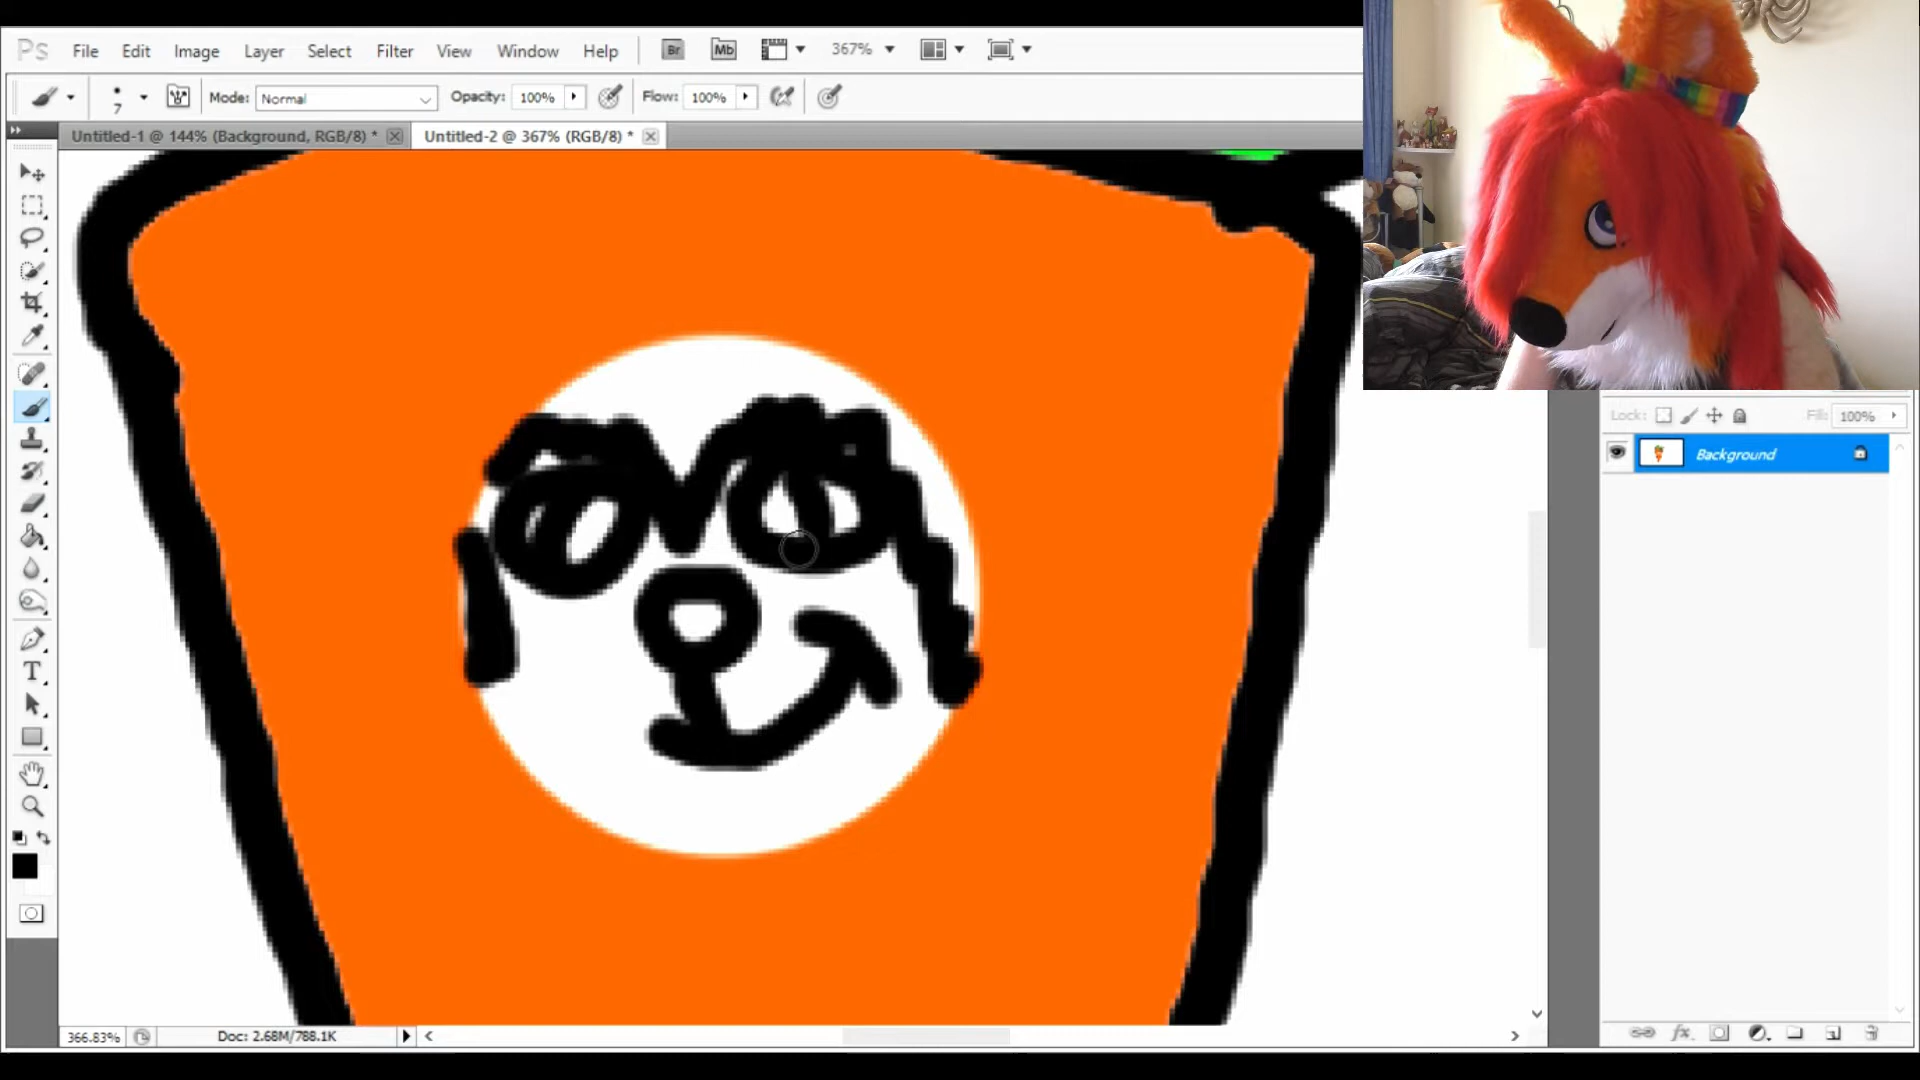 Ps File Edit Image Layer Select Filter View Window Help Br Mb 367%
7 Mode: Normal Opacity: 100% Flow: 100%
Untitled-1 @ 144% (Background, RGB/8) * Untitled-2 @ 367% (RGB/8) *
Lock: Fill: 100%
Background
T
fx
366.83% Doc: 2.68M/788.1K